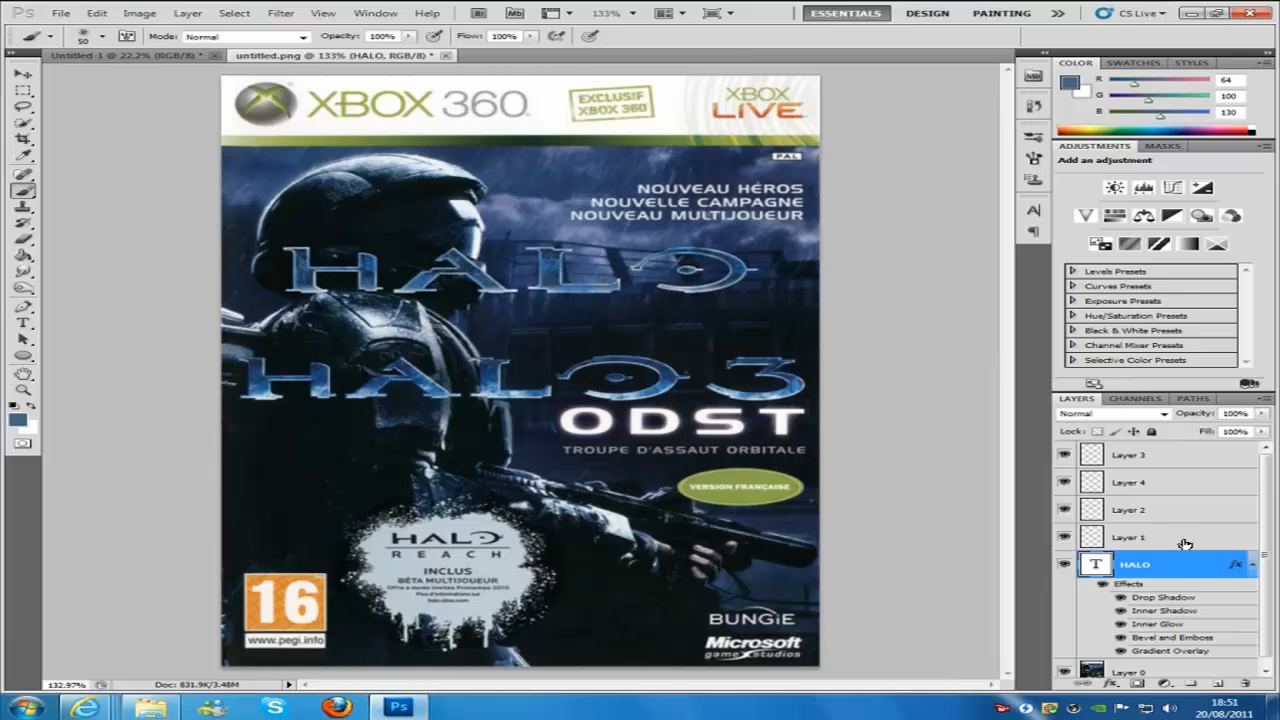 Ps File Edit Image Layer Select Filter View Window Help Br Mb 133% ESSENTIALS DESIGN PAINTING CS Live
50 Mode: Normal Opacity: 100% Flow: 100%
Untitled-1 @ 22.2% (RGB/8) * untitled.png @ 133% (HALO, RGB/8) *
COLOR SWATCHES STYLES
R 64
G 100
B 130
ADJUSTMENTS MASKS
Add an adjustment
Levels Presets
Curves Presets
Exposure Presets
Hue/Saturation Presets
Black & White Presets
Channel Mixer Presets
Selective Color Presets
LAYERS CHANNELS PATHS
Normal Opacity: 100%
Lock: Fill: 100%
Layer 3
Layer 4
Layer 2
Layer 1
T HALO fx
Effects
Drop Shadow
Inner Shadow
Inner Glow
Bevel and Emboss
Gradient Overlay
Layer 0
XBOX 360
EXCLUSIF
XBOX 360
XBOX
LIVE
PAL
NOUVEAU HÉROS
NOUVELLE CAMPAGNE
NOUVEAU MULTIJOUEUR
HALO
HALO 3
ODST
TROUPE D'ASSAUT ORBITALE
VERSION FRANÇAISE
HALO
REACH
INCLUS
BÊTA MULTIJOUEUR
16
www.pegi.info
BUNGiE
Microsoft
game studios
132.97% Doc: 831.9K/3.48M
Ps
18:51
20/08/2011